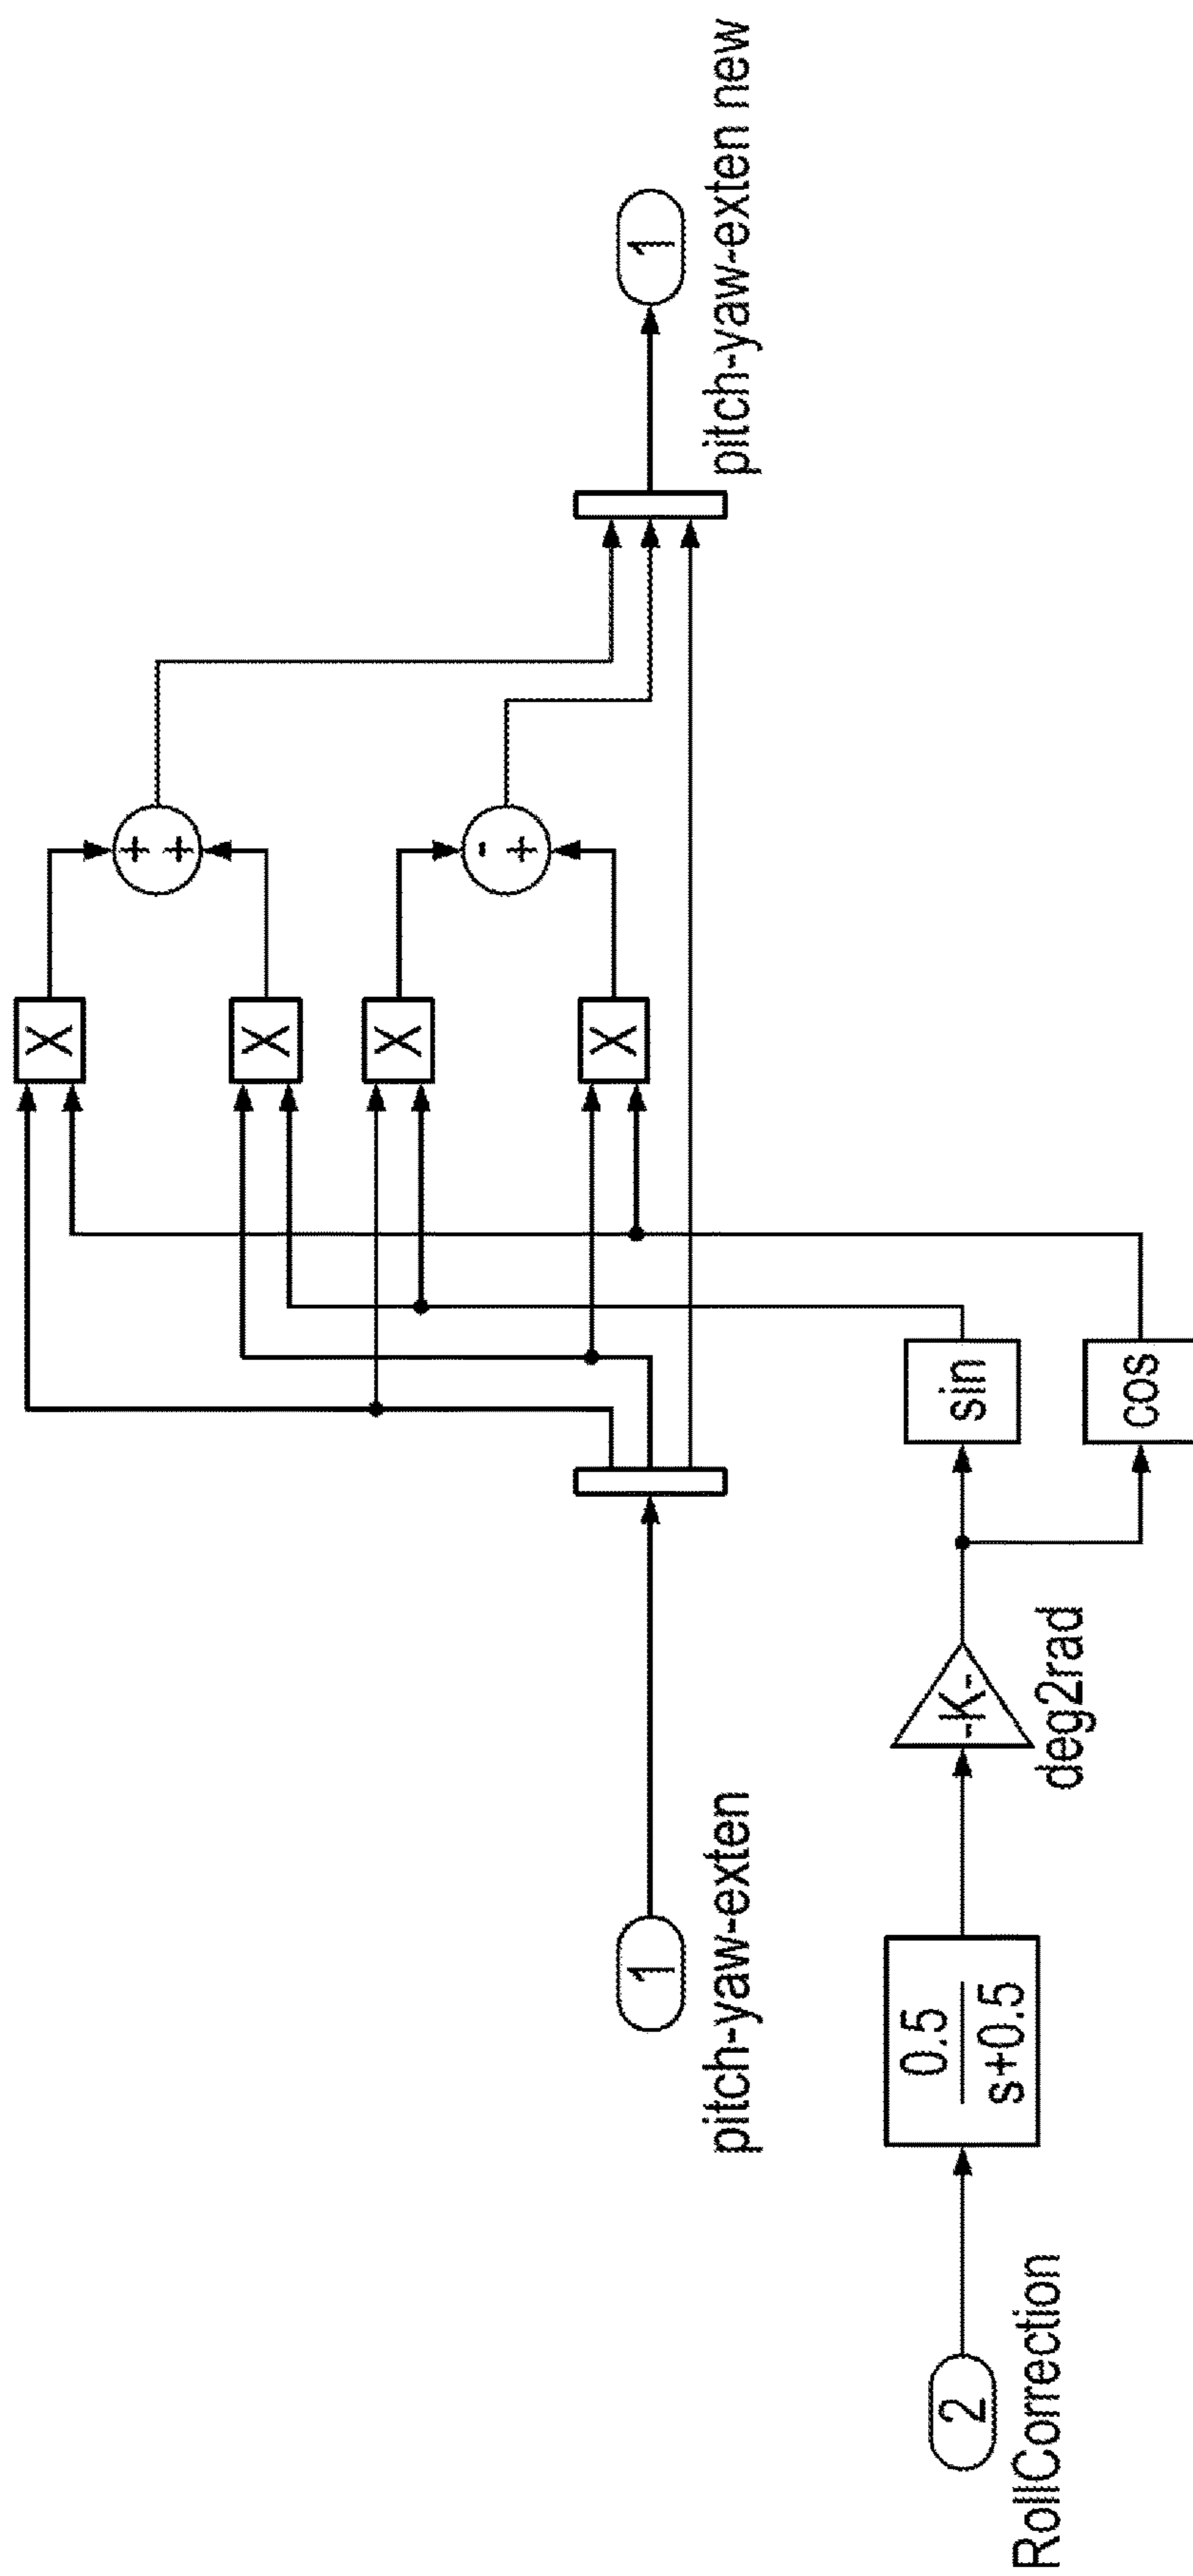 X
X
X
X
+
+
-
+
1
pitch-yaw-exten
1
pitch-yaw-exten new
2
RollCorrection
0.5
s+0.5
-K-
deg2rad
sin
cos